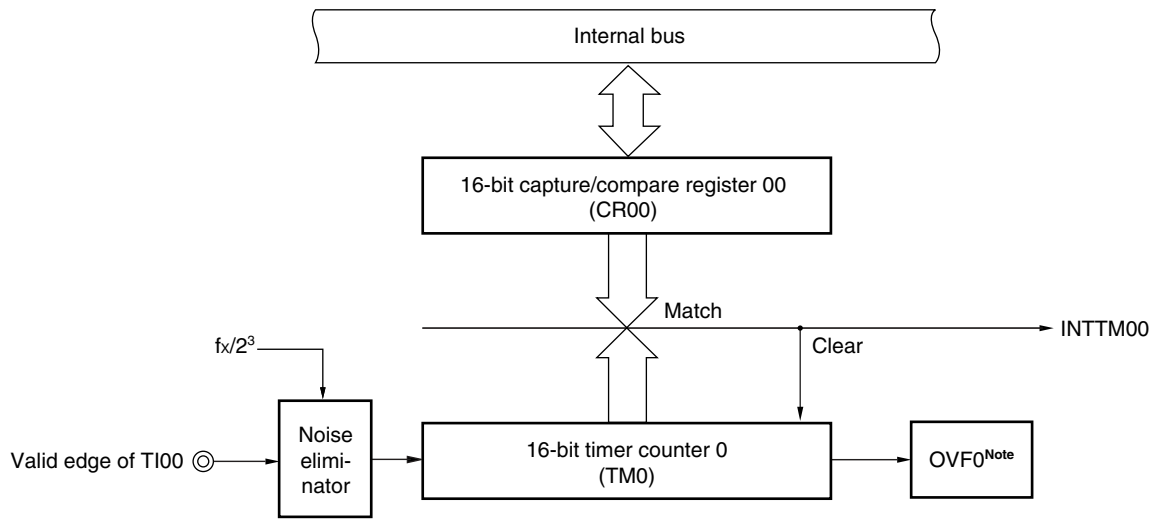 Internal bus
16-bit capture/compare register 00
(CR00)
Match
INTTM00
fx/2³
Clear
Noise
elimi-
nator
Valid edge of TI00
16-bit timer counter 0
(TM0)
OVF0Note